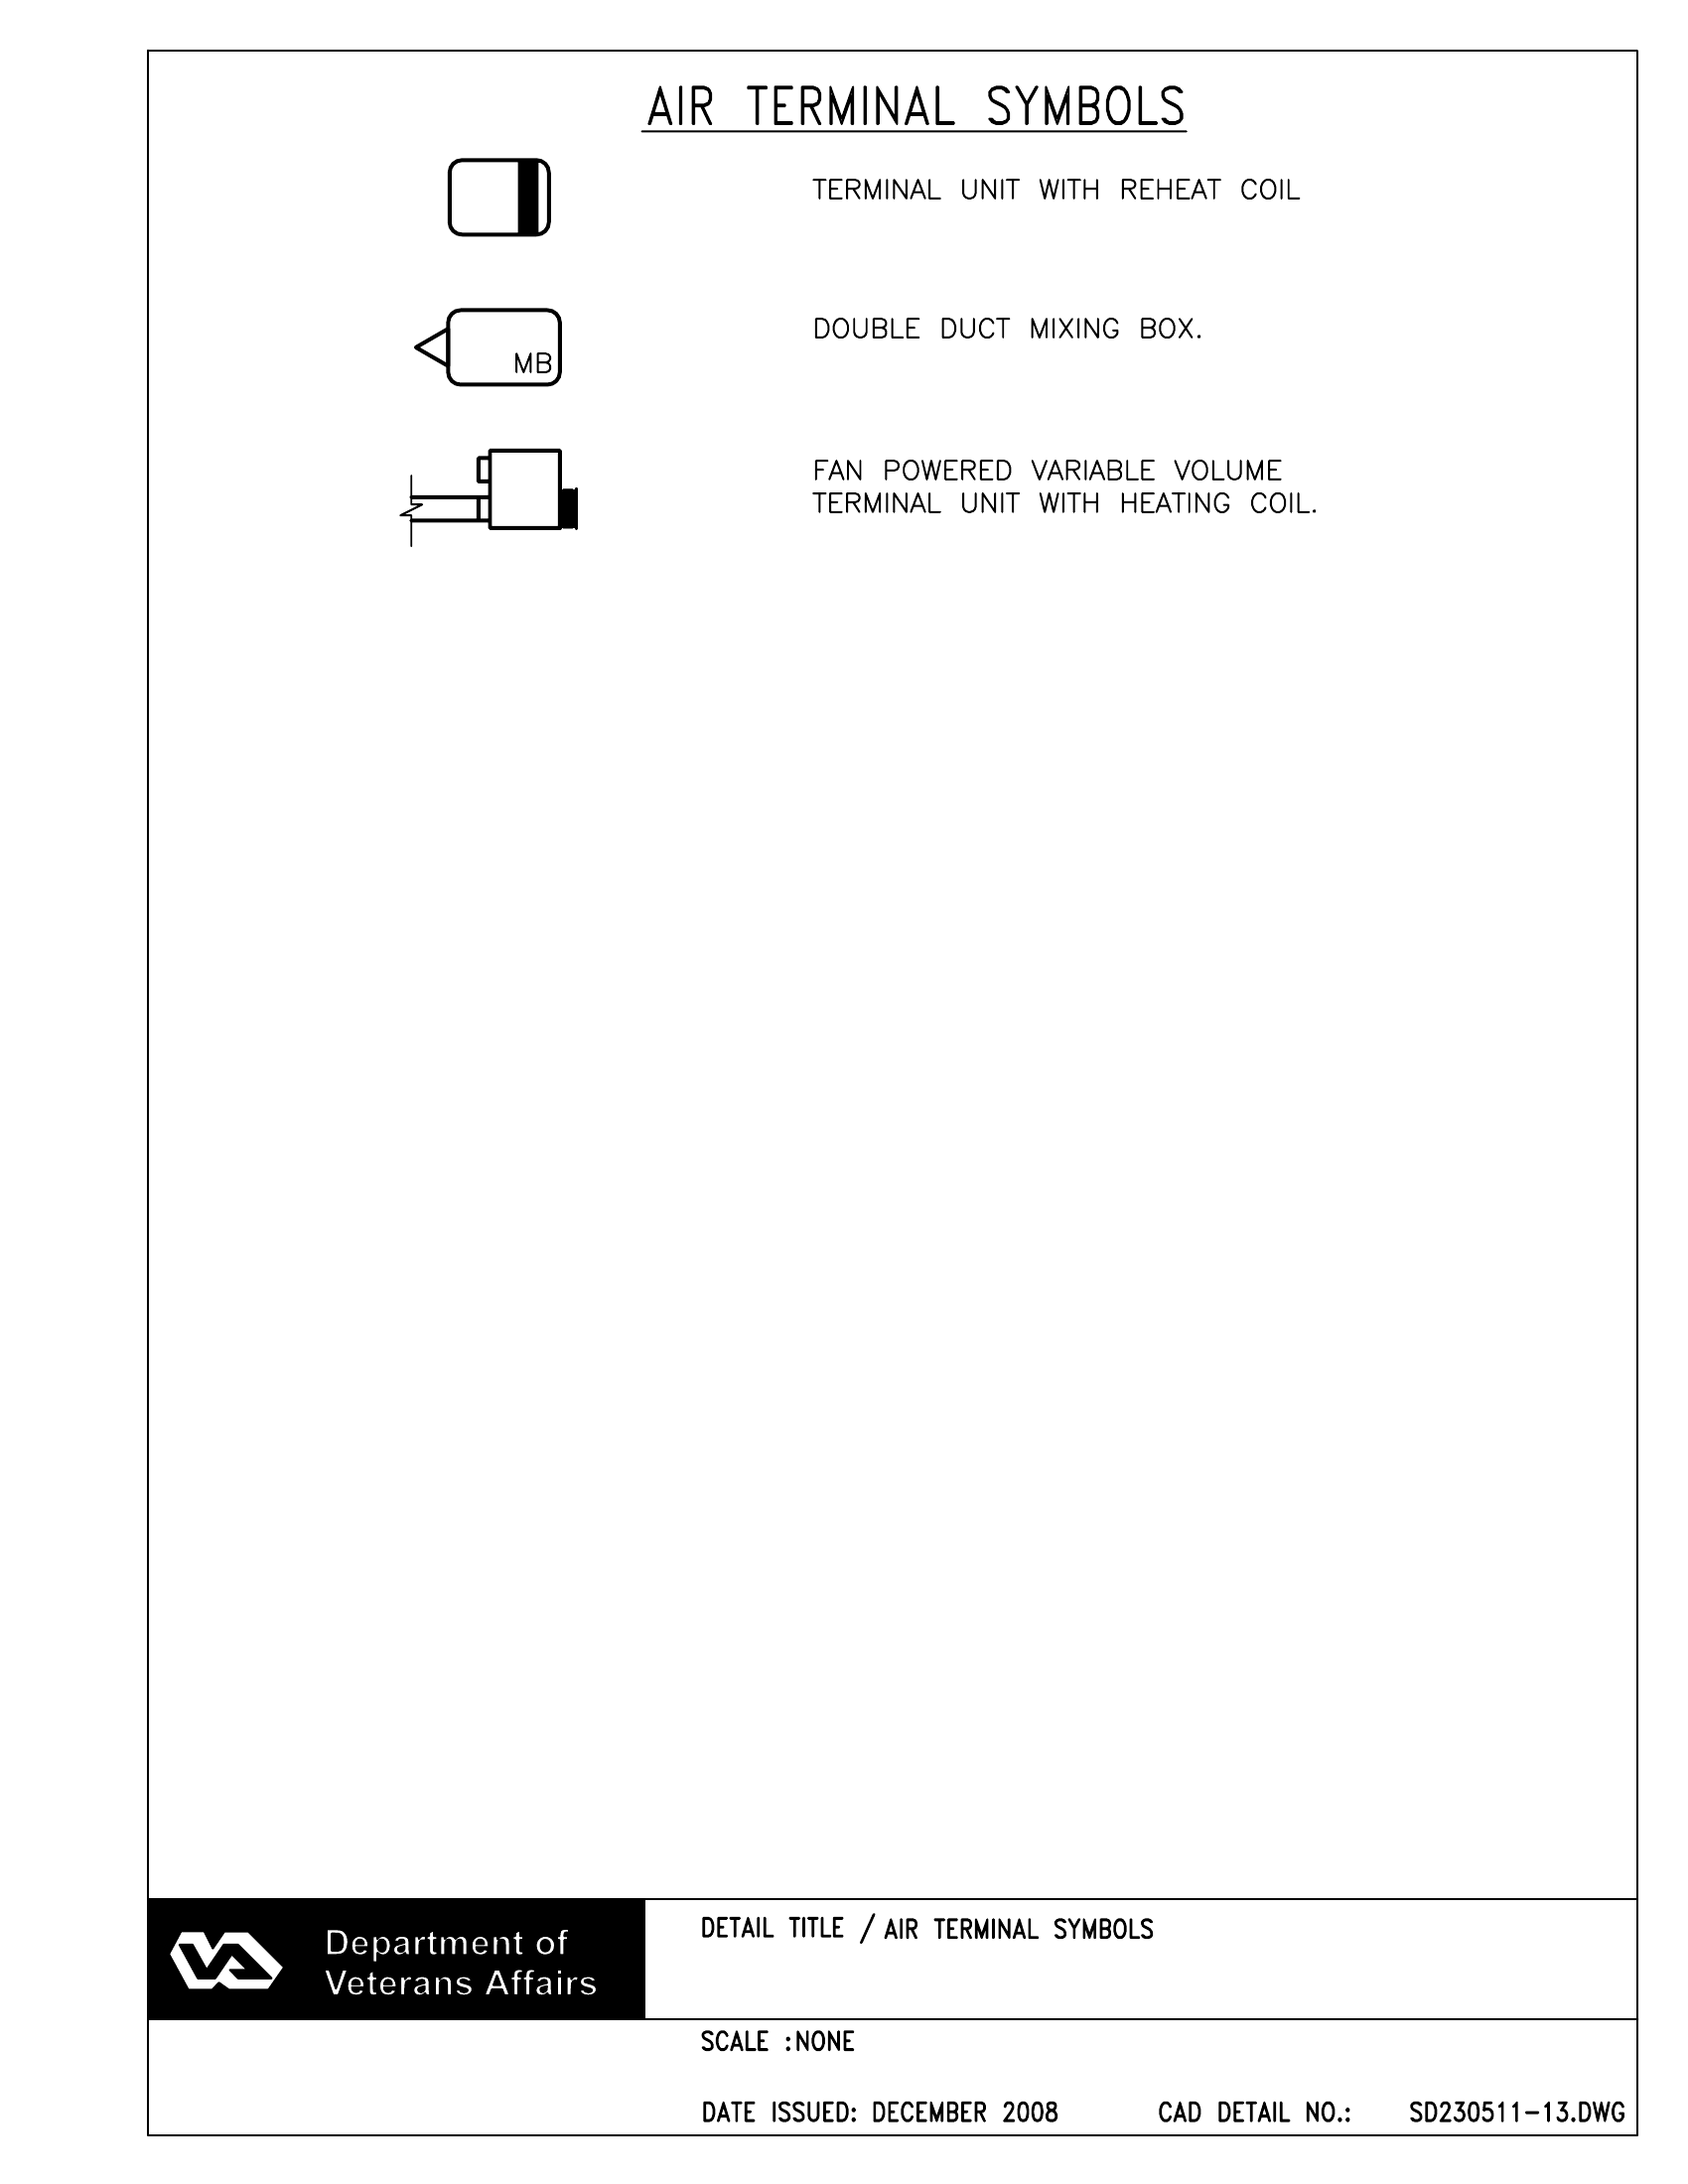 AIR TERMINAL SYMBOLS
TERMINAL UNIT WITH REHEAT COIL
DOUBLE DUCT MIXING BOX.
MB
FAN POWERED VARIABLE VOLUME
TERMINAL UNIT WITH HEATING COIL.
Department of
Veterans Affairs
DETAIL TITLE / AIR TERMINAL SYMBOLS
SCALE :NONE
DATE ISSUED: DECEMBER 2008 CAD DETAIL NO.: SD230511-13.DWG